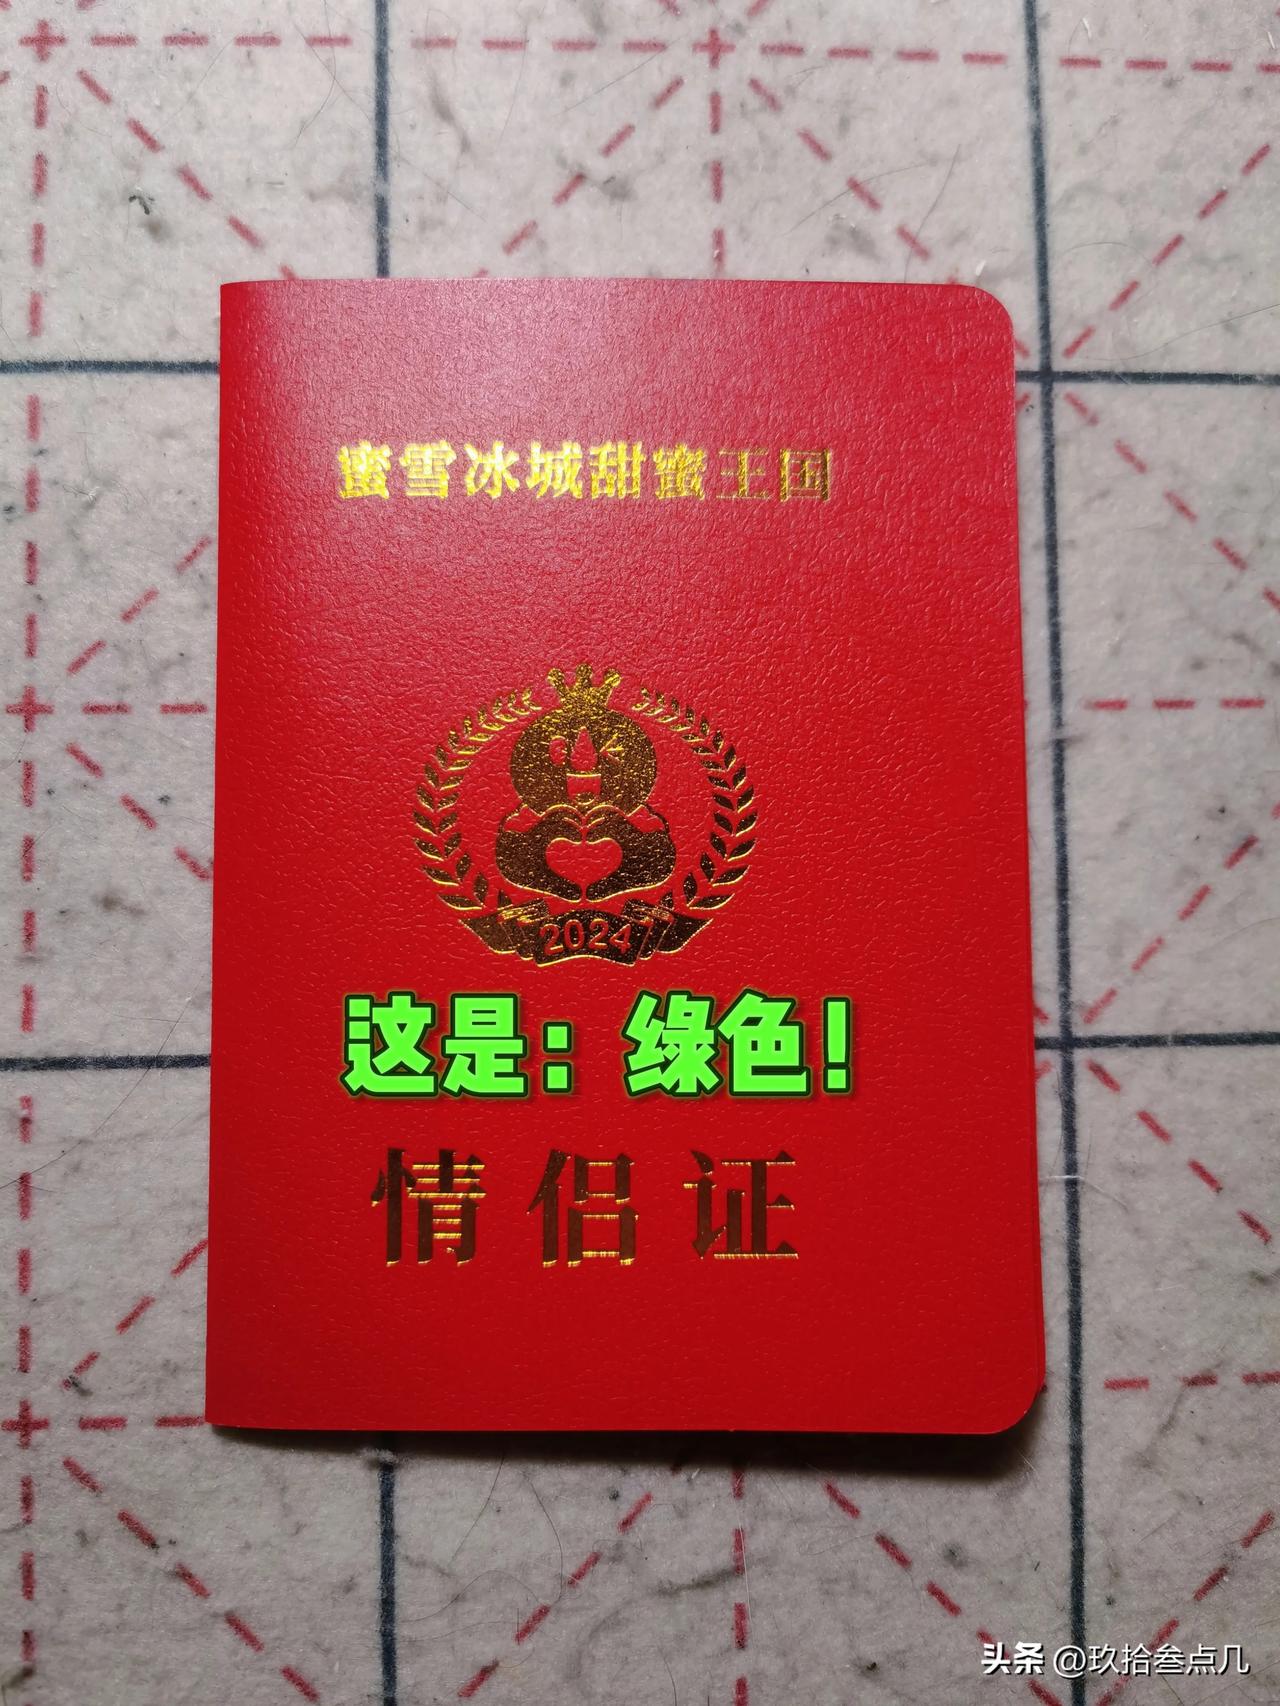 蜜雪冰城甜蜜王国
2024
这是：绿色！
情侣证
头条 @玖拾叁点几